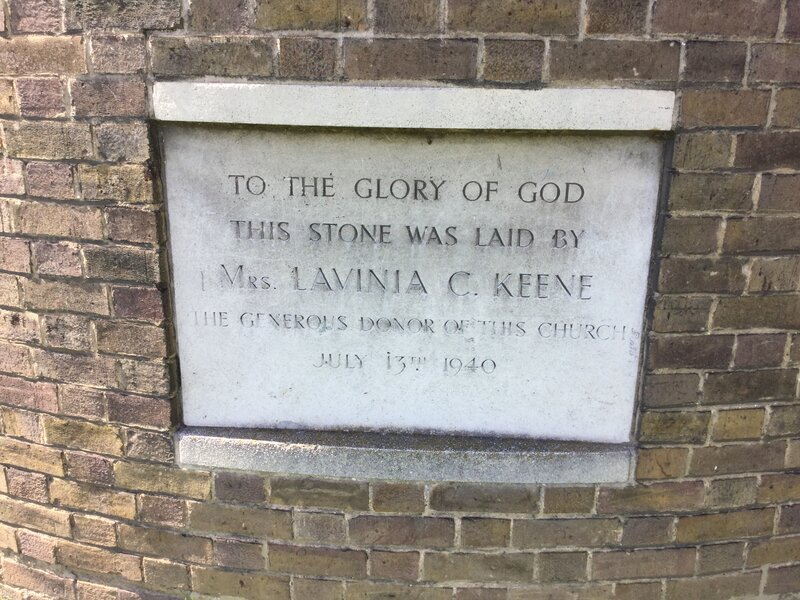 TO THE GLORY OF GOD
THIS STONE WAS LAID BY
MRS. LAVINIA C. KEENE
THE GENEROUS DONOR OF THIS CHURCH
JULY 13TH 1940